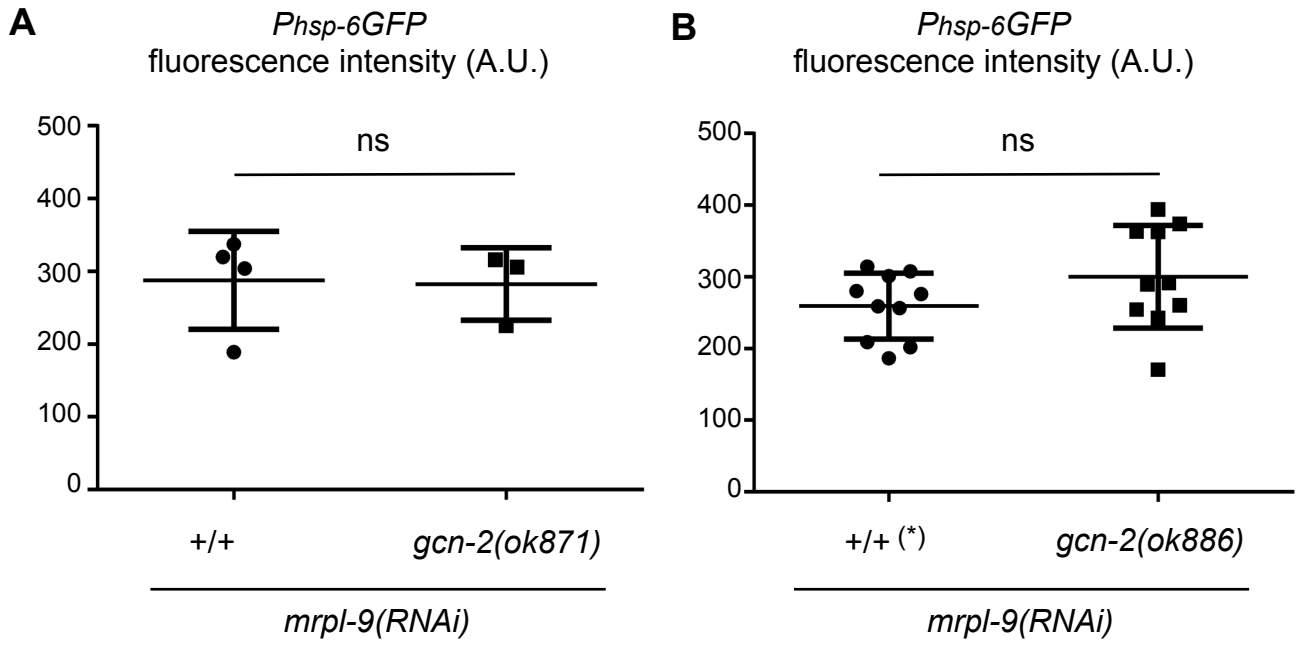 A
Phsp-6GFP
fluorescence intensity (A.U.)
500
400
300
200
100
0
ns
+/+
gcn-2(ok871)
mrpl-9(RNAi)
B
Phsp-6GFP
fluorescence intensity (A.U.)
500
400
300
200
100
0
ns
+/+ (*)
gcn-2(ok886)
mrpl-9(RNAi)